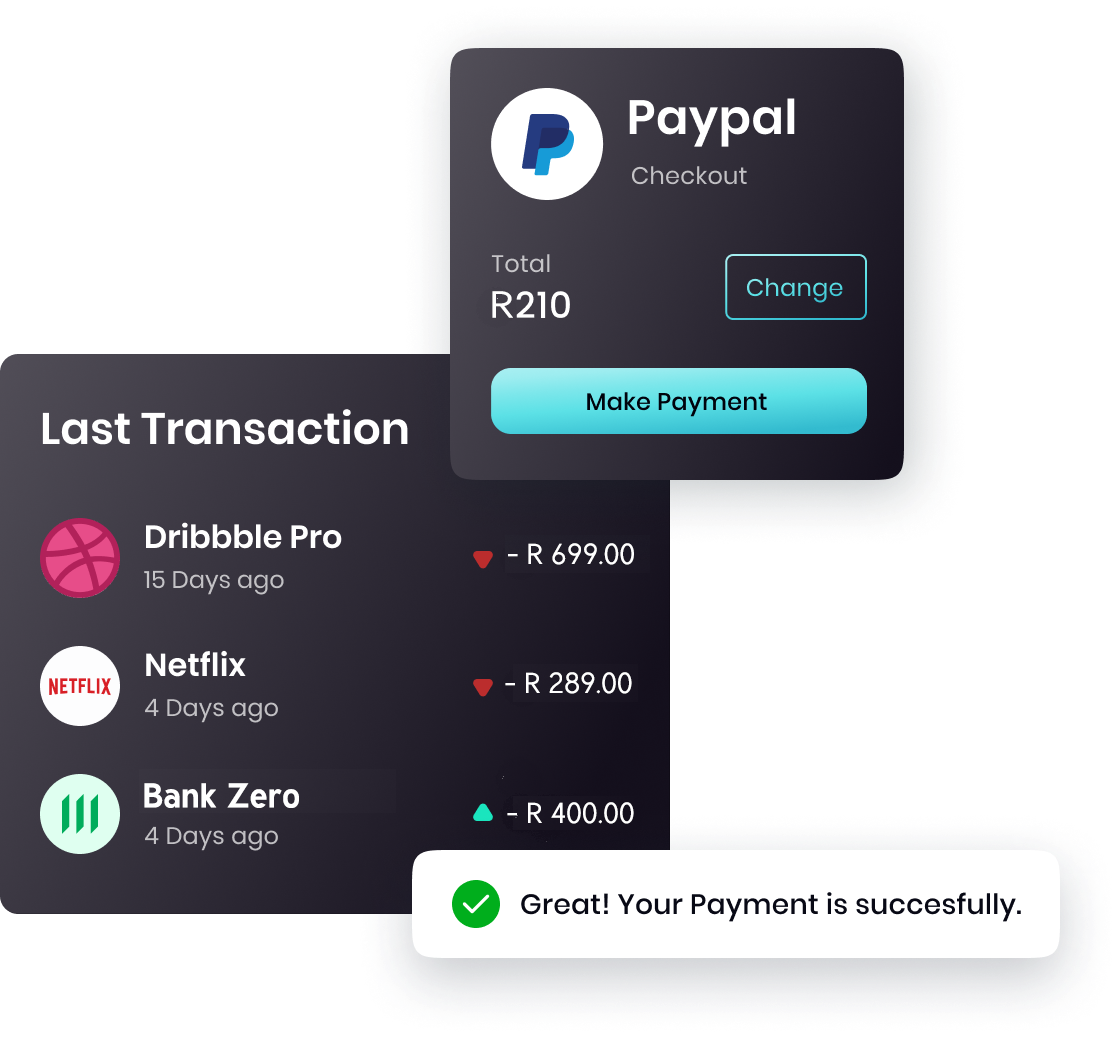 Paypal
Checkout
Total
R210
Change
Make Payment
Last Transaction
Dribbble Pro
15 Days ago
- R 699.00
NETFLIX
Netflix
4 Days ago
- R 289.00
Bank Zero
4 Days ago
- R 400.00
Great! Your Payment is succesfully.